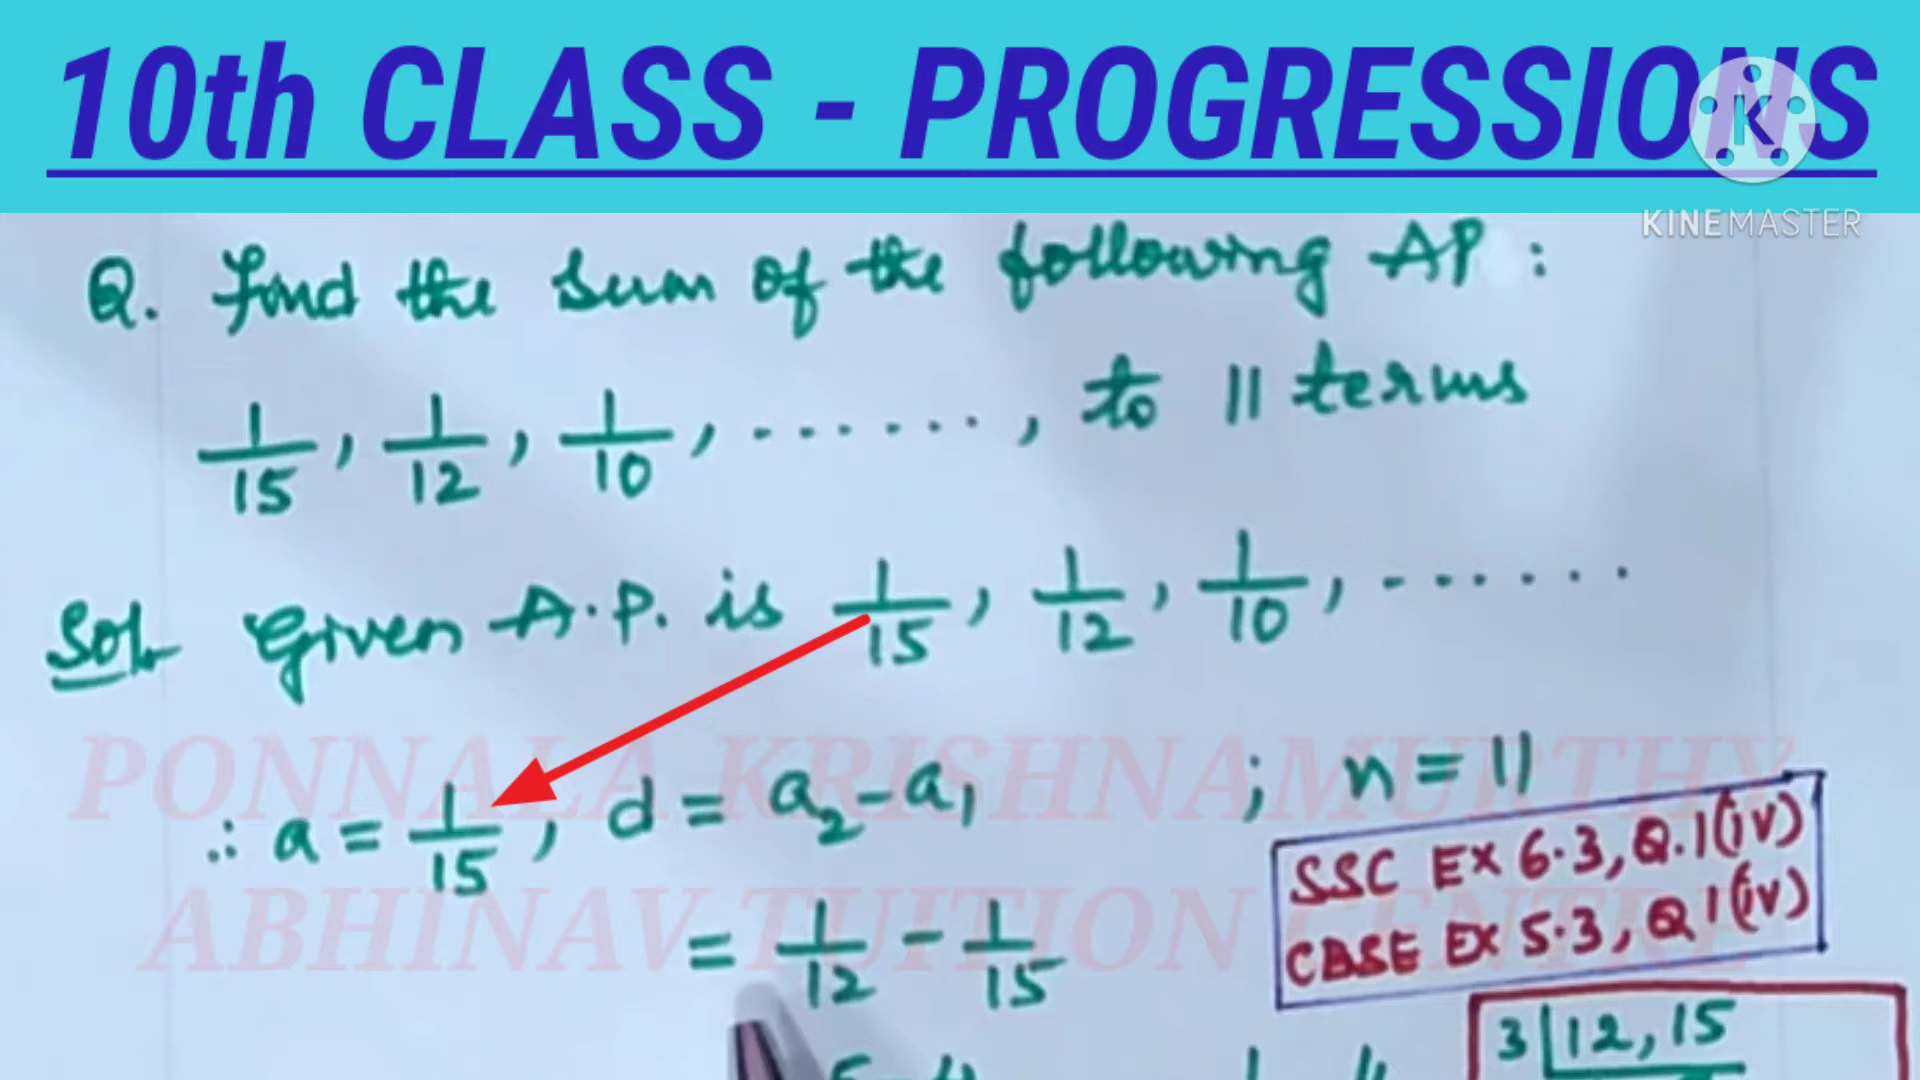 10th CLASS - PROGRESSIONS
K
KINEMASTER
Q. Find the sum of the following AP :
1/15, 1/12, 1/10, ......., to 11 terms
Sol. Given A.P. is 1/15, 1/12, 1/10, .......
PONNALA KRISHNAMURTHY
∴ a = 1/15, d = a₂ - a₁ ; n = 11
SSC EX 6.3, Q.1(iv)
CBSE EX 5.3, Q1(iv)
ABHINAV TUITION CENTRE
= 1/12 - 1/15
3 | 12, 15